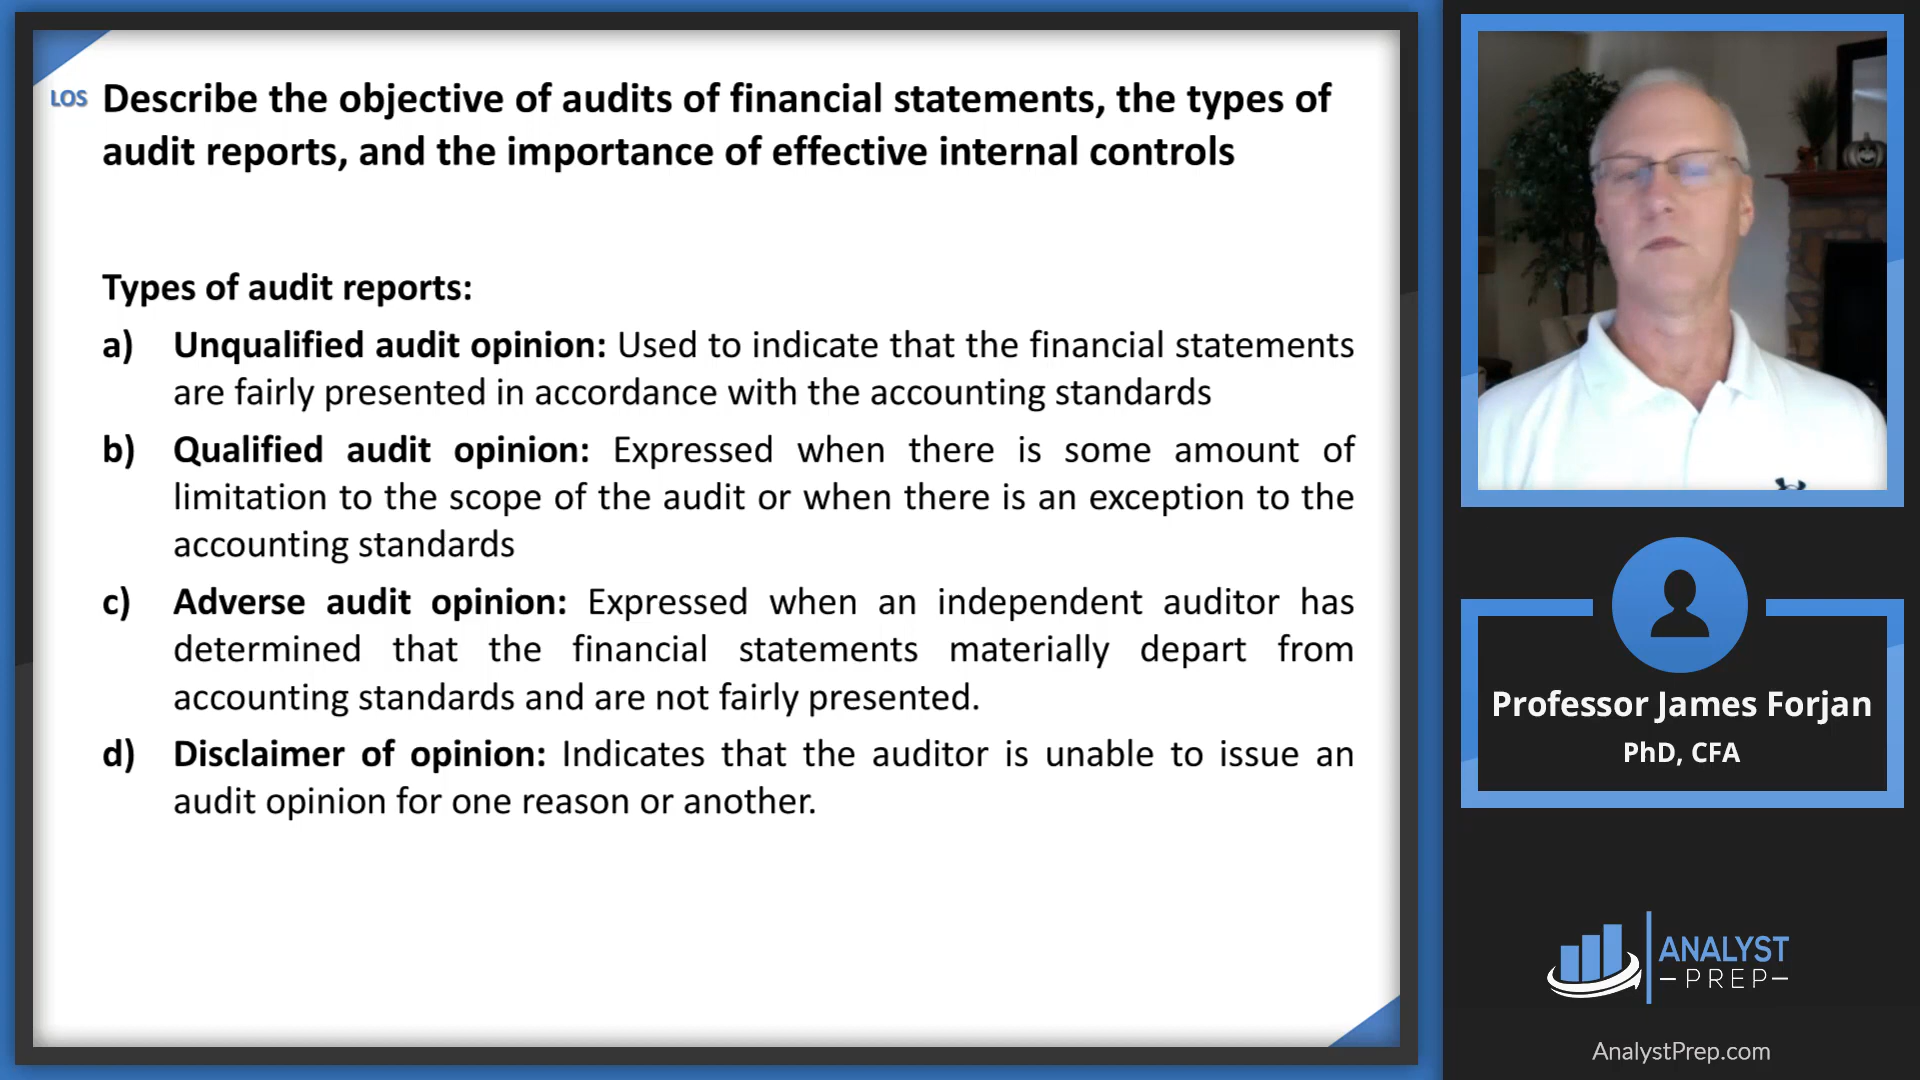 LOS Describe the objective of audits of financial statements, the types of
audit reports, and the importance of effective internal controls
Types of audit reports:
a) Unqualified audit opinion: Used to indicate that the financial statements
are fairly presented in accordance with the accounting standards
b) Qualified audit opinion: Expressed when there is some amount of
limitation to the scope of the audit or when there is an exception to the
accounting standards
c) Adverse audit opinion: Expressed when an independent auditor has
determined that the financial statements materially depart from
accounting standards and are not fairly presented.
d) Disclaimer of opinion: Indicates that the auditor is unable to issue an
audit opinion for one reason or another.
Professor James Forjan
PhD, CFA
ANALYST
PREP
AnalystPrep.com